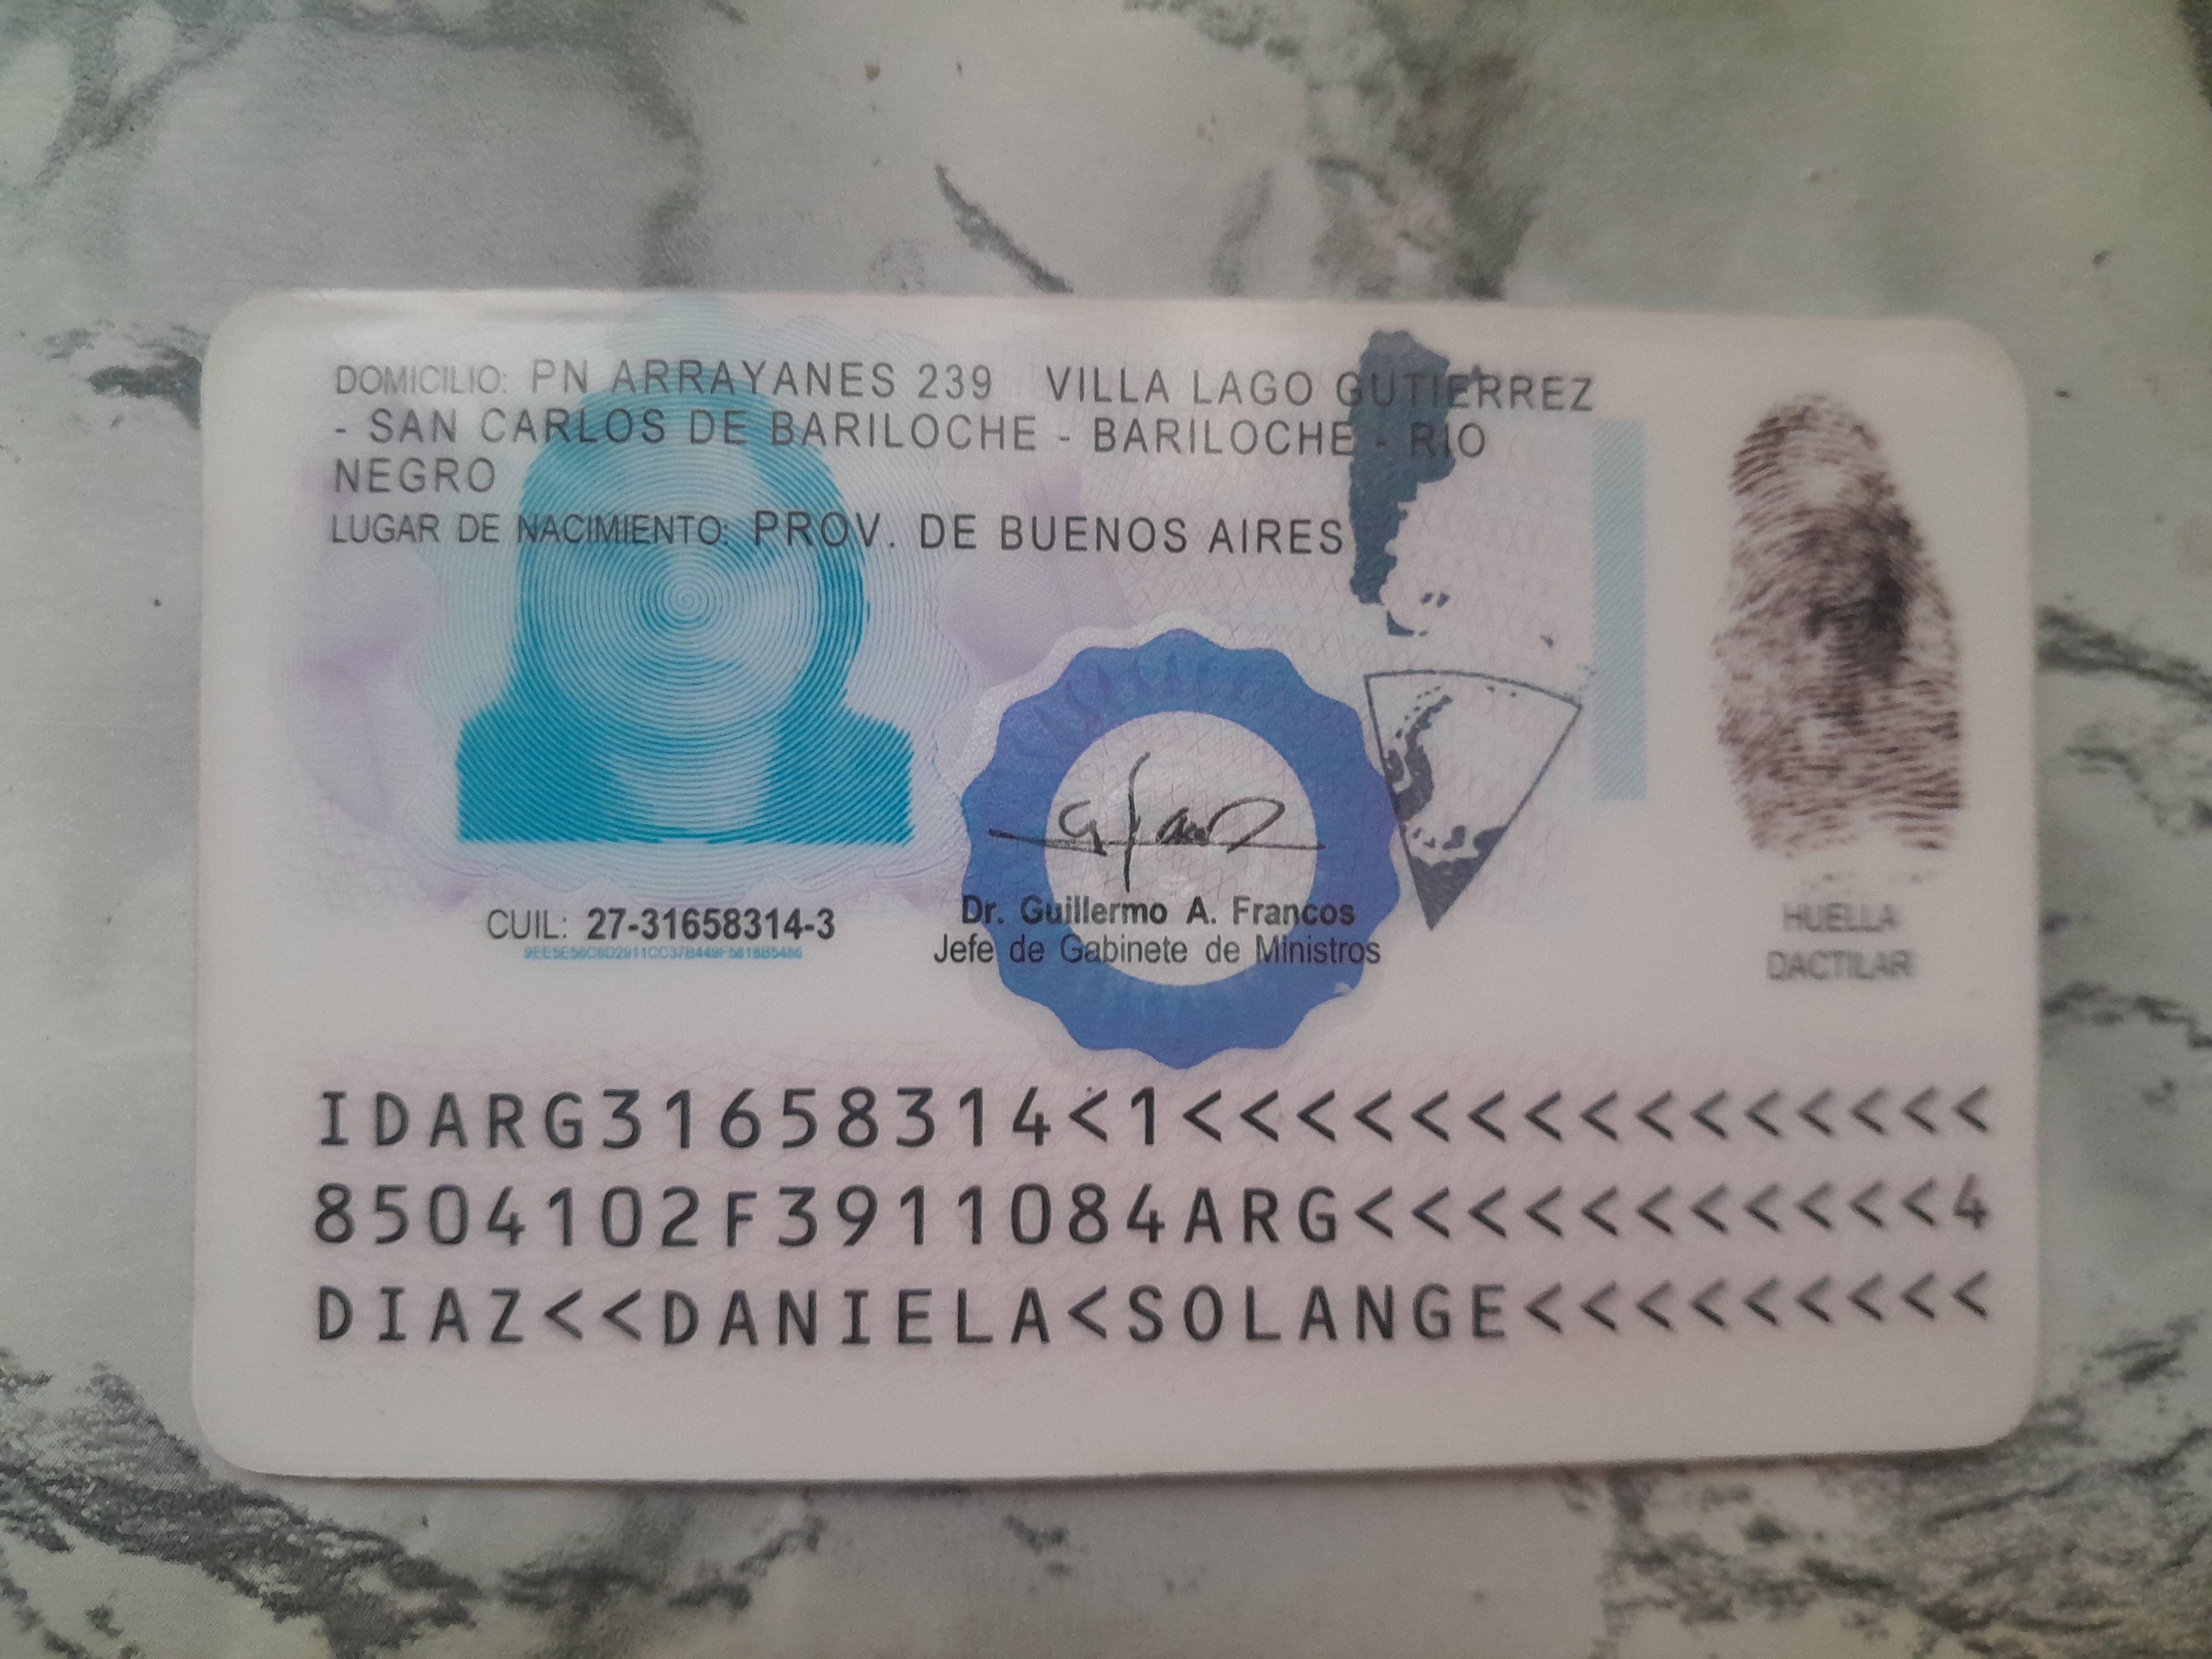 DOMICILIO: PN ARRAYANES 239 VILLA LAGO GUTIERREZ
- SAN CARLOS DE BARILOCHE - BARILOCHE - RIO
NEGRO
LUGAR DE NACIMIENTO: PROV. DE BUENOS AIRES
CUIL: 27-31658314-3
Dr. Guillermo A. Francos
Jefe de Gabinete de Ministros
HUELLA
DACTILAR
IDARG31658314<1<<<<<<<<<<<<<<<
8504102F3911084ARG<<<<<<<<<<<4
DIAZ<<DANIELA<SOLANGE<<<<<<<<<